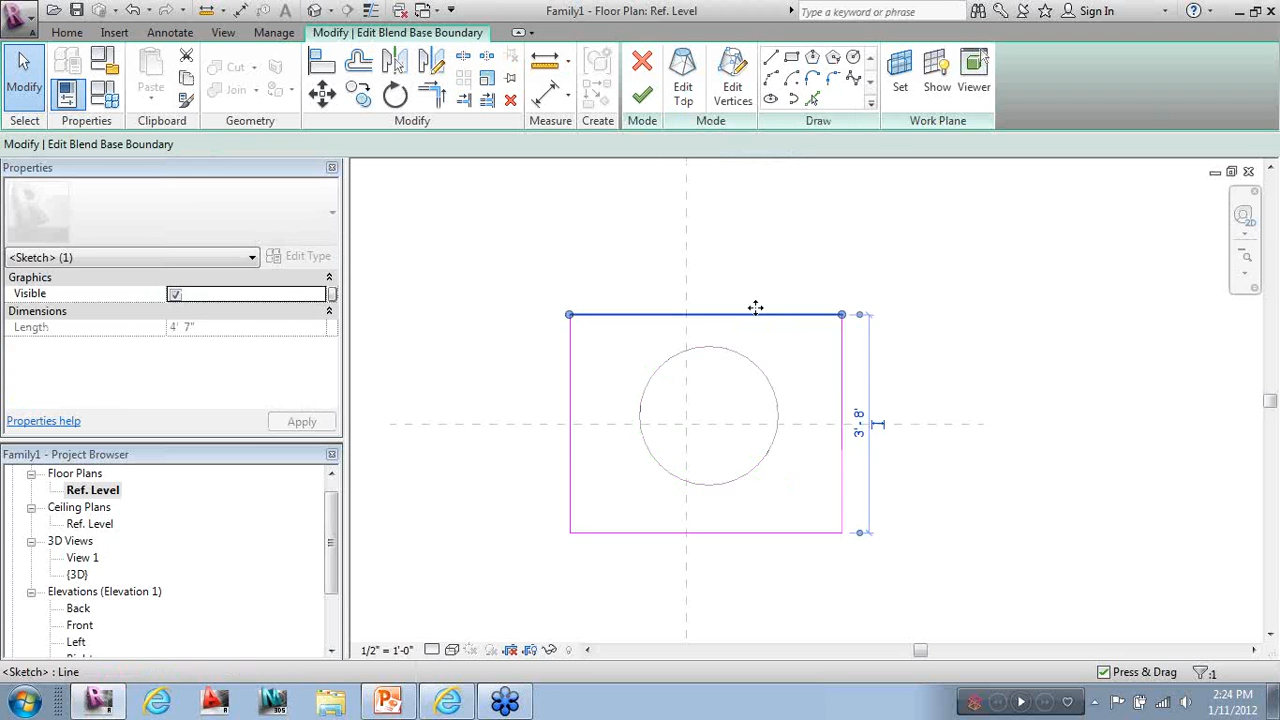 Family1 - Floor Plan: Ref. Level
Type a keyword or phrase
Sign In
Home
Insert
Annotate
View
Manage
Modify | Edit Blend Base Boundary
Modify
Paste
Cut
Join
Edit Top
Edit Vertices
Set
Show
Viewer
Select
Properties
Clipboard
Geometry
Modify
Measure
Create
Mode
Mode
Draw
Work Plane
Modify | Edit Blend Base Boundary
Properties
<Sketch> (1)
Edit Type
Graphics
Visible
Dimensions
Length
4' 7"
Properties help
Apply
Family1 - Project Browser
Floor Plans
Ref. Level
Ceiling Plans
Ref. Level
3D Views
View 1
{3D}
Elevations (Elevation 1)
Back
Front
Left
2D
3' - 8"
1/2" = 1'-0"
<Sketch> : Line
Press & Drag
:1
2:24 PM
1/11/2012